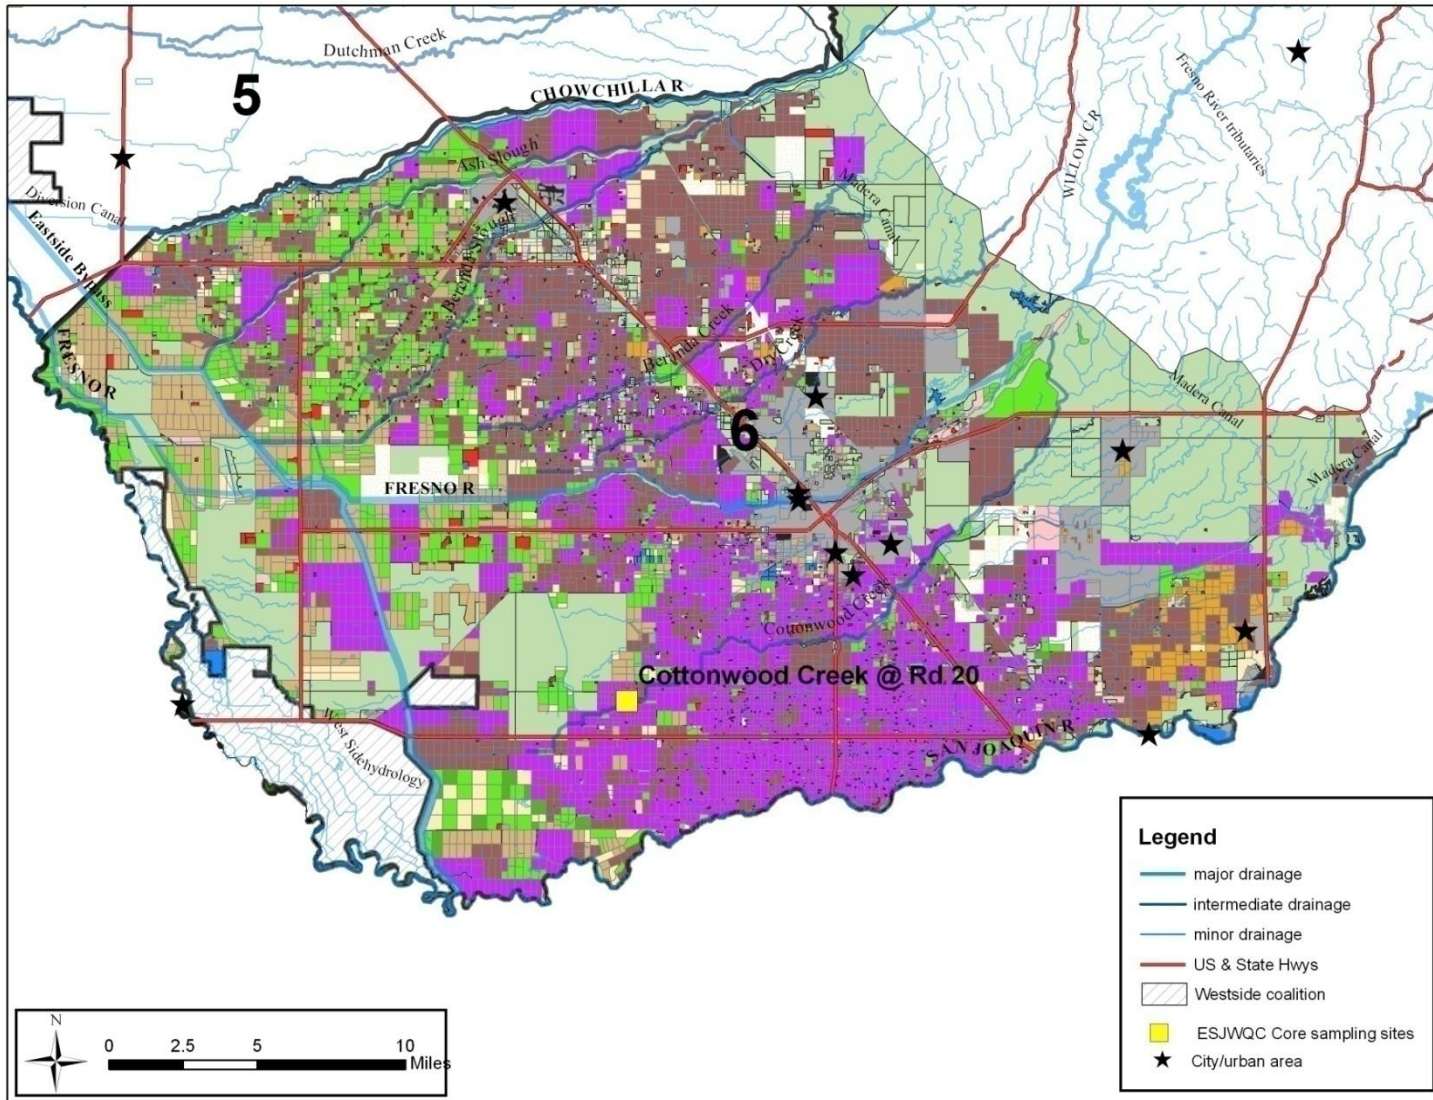 Dutchman Creek
5
CHOWCHILLA R
Fresno River tributaries
WILLOW CR
Ash Slough
Madera Canal
Diversion Canal
Eastside Bypass
Berenda Slough
FRESNO R
Berenda Creek
Dry Creek
Madera Canal
6
Madera Canal
FRESNO R
Cottonwood Creek
Cottonwood Creek @ Rd 20
West Sidehydrology
SAN JOAQUIN R
Legend
major drainage
intermediate drainage
minor drainage
US & State Hwys
Westside coalition
ESJWQC Core sampling sites
City/urban area
N
0 2.5 5 10
Miles